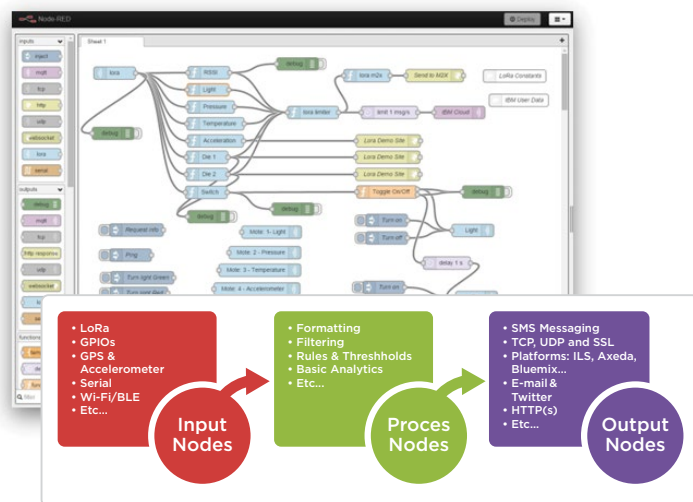 Node-RED
Deploy
inputs
Sheet 1
inject
mqtt
tcp
http
udp
websocket
lora
serial
outputs
debug
mqtt
tcp
http response
udp
websocket
lora
RSSI
Light
Pressure
Temperature
Acceleration
Die 1
Die 2
Switch
debug
debug
debug
debug
lora limiter
lora m2x
Send to M2X
LoRa Constants
IBM User Data
limit 1 msg/s
IBM Cloud
Lora Demo Site
Lora Demo Site
Lora Demo Site
Toggle On/Off
debug
Turn on
Turn off
Light
delay 1 s
Turn on
Request Info
Ping
Turn light Green
Turn light Red
Mote: 1- Light
Mote: 2 - Pressure
Mote: 3 - Temperature
Mote: 4 - Accelerometer
functions
filter
• LoRa
• GPIOs
• GPS &
Accelerometer
• Serial
• Wi-Fi/BLE
• Etc...
Input
Nodes
• Formatting
• Filtering
• Rules & Threshholds
• Basic Analytics
• Etc...
Proces
Nodes
• SMS Messaging
• TCP, UDP and SSL
• Platforms: ILS, Axeda,
Bluemix...
• E-mail &
Twitter
• HTTP(s)
• Etc...
Output
Nodes